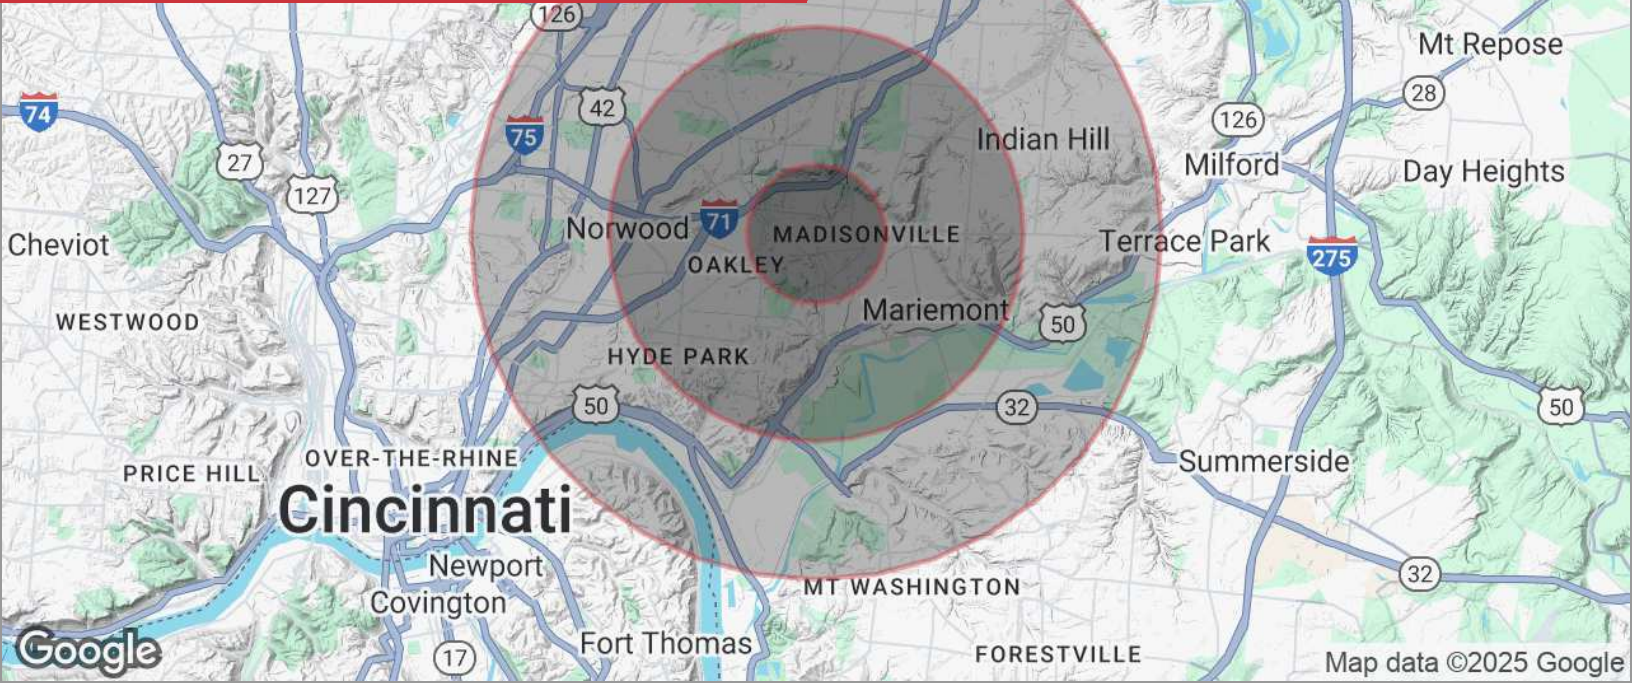 126
Mt Repose
28
74
42
75
126
Indian Hill
27
Milford
Day Heights
127
Norwood
71
MADISONVILLE
Cheviot
Terrace Park
275
OAKLEY
Mariemont
WESTWOOD
50
HYDE PARK
50
32
50
OVER-THE-RHINE
PRICE HILL
Summerside
Cincinnati
Newport
32
MT WASHINGTON
Covington
Fort Thomas
17
FORESTVILLE
Google
Map data ©2025 Google